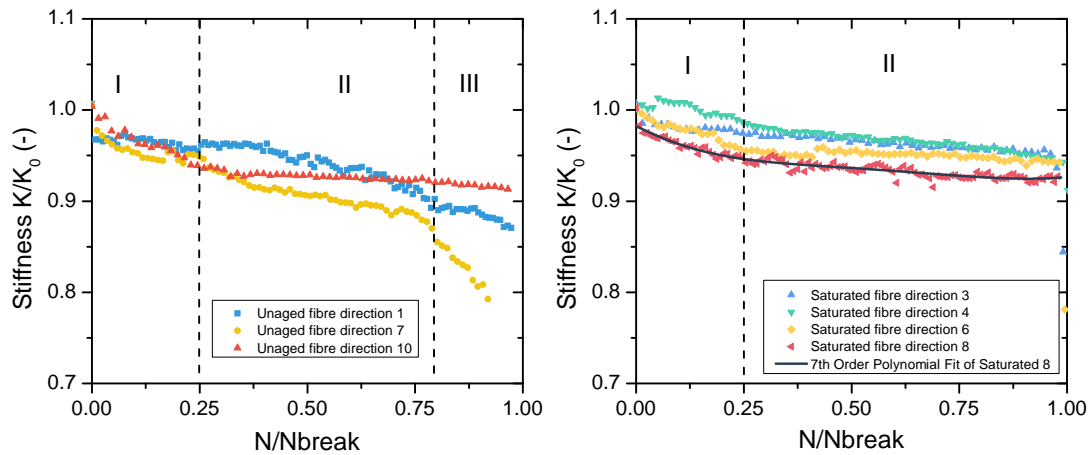 1.1
1.0
0.9
0.8
0.7
Stiffness K/K0 (-)
I
II
III
Unaged fibre direction 1
Unaged fibre direction 7
Unaged fibre direction 10
0.00
0.25
0.50
0.75
1.00
N/Nbreak
1.1
1.0
0.9
0.8
0.7
Stiffness K/K0 (-)
I
II
Saturated fibre direction 3
Saturated fibre direction 4
Saturated fibre direction 6
Saturated fibre direction 8
7th Order Polynomial Fit of Saturated 8
0.00
0.25
0.50
0.75
1.00
N/Nbreak